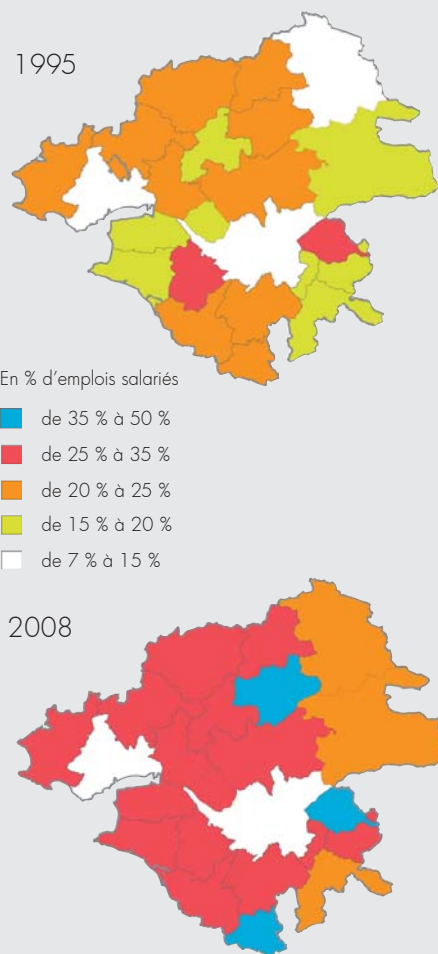 1995
En % d'emplois salariés
de 35 % à 50 %
de 25 % à 35 %
de 20 % à 25 %
de 15 % à 20 %
de 7 % à 15 %
2008